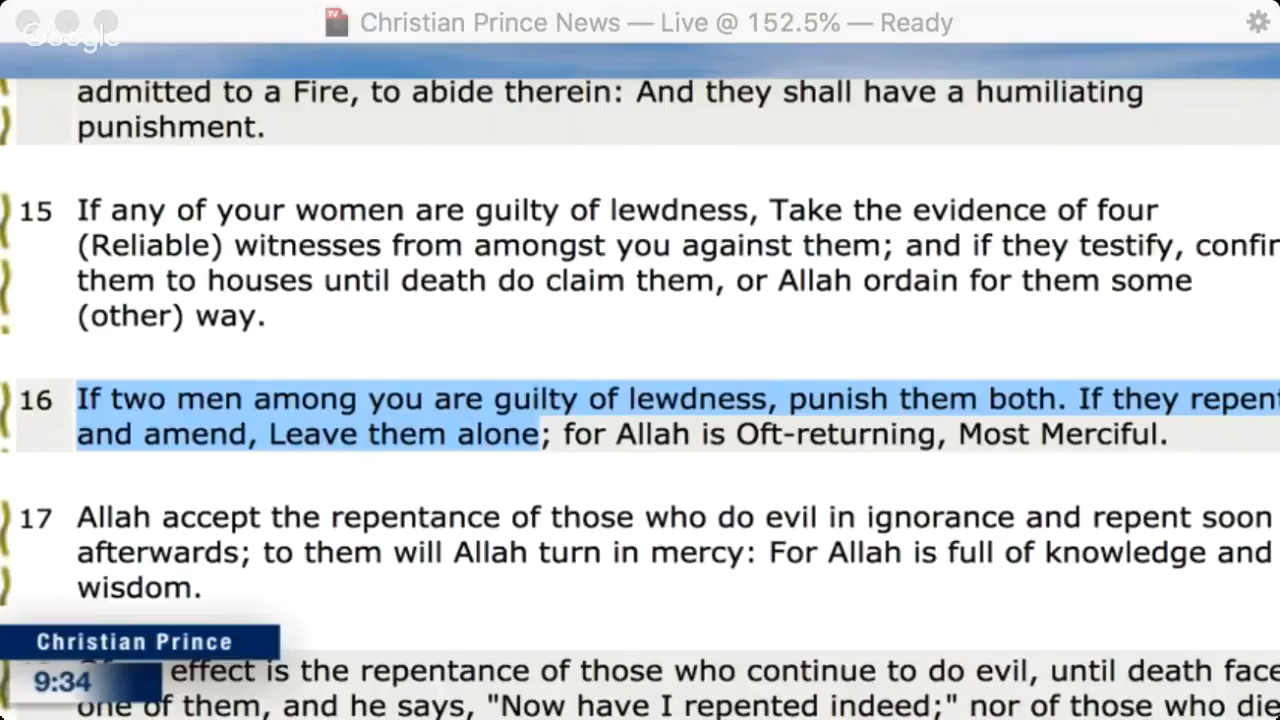 Christian Prince News — Live @ 152.5% — Ready
Google
admitted to a Fire, to abide therein: And they shall have a humiliating
punishment.
15 If any of your women are guilty of lewdness, Take the evidence of four
(Reliable) witnesses from amongst you against them; and if they testify, confin
them to houses until death do claim them, or Allah ordain for them some
(other) way.
16 If two men among you are guilty of lewdness, punish them both. If they repent
and amend, Leave them alone; for Allah is Oft-returning, Most Merciful.
17 Allah accept the repentance of those who do evil in ignorance and repent soon
afterwards; to them will Allah turn in mercy: For Allah is full of knowledge and
wisdom.
Christian Prince
effect is the repentance of those who continue to do evil, until death face
9:34
one of them, and he says, "Now have I repented indeed;" nor of those who die